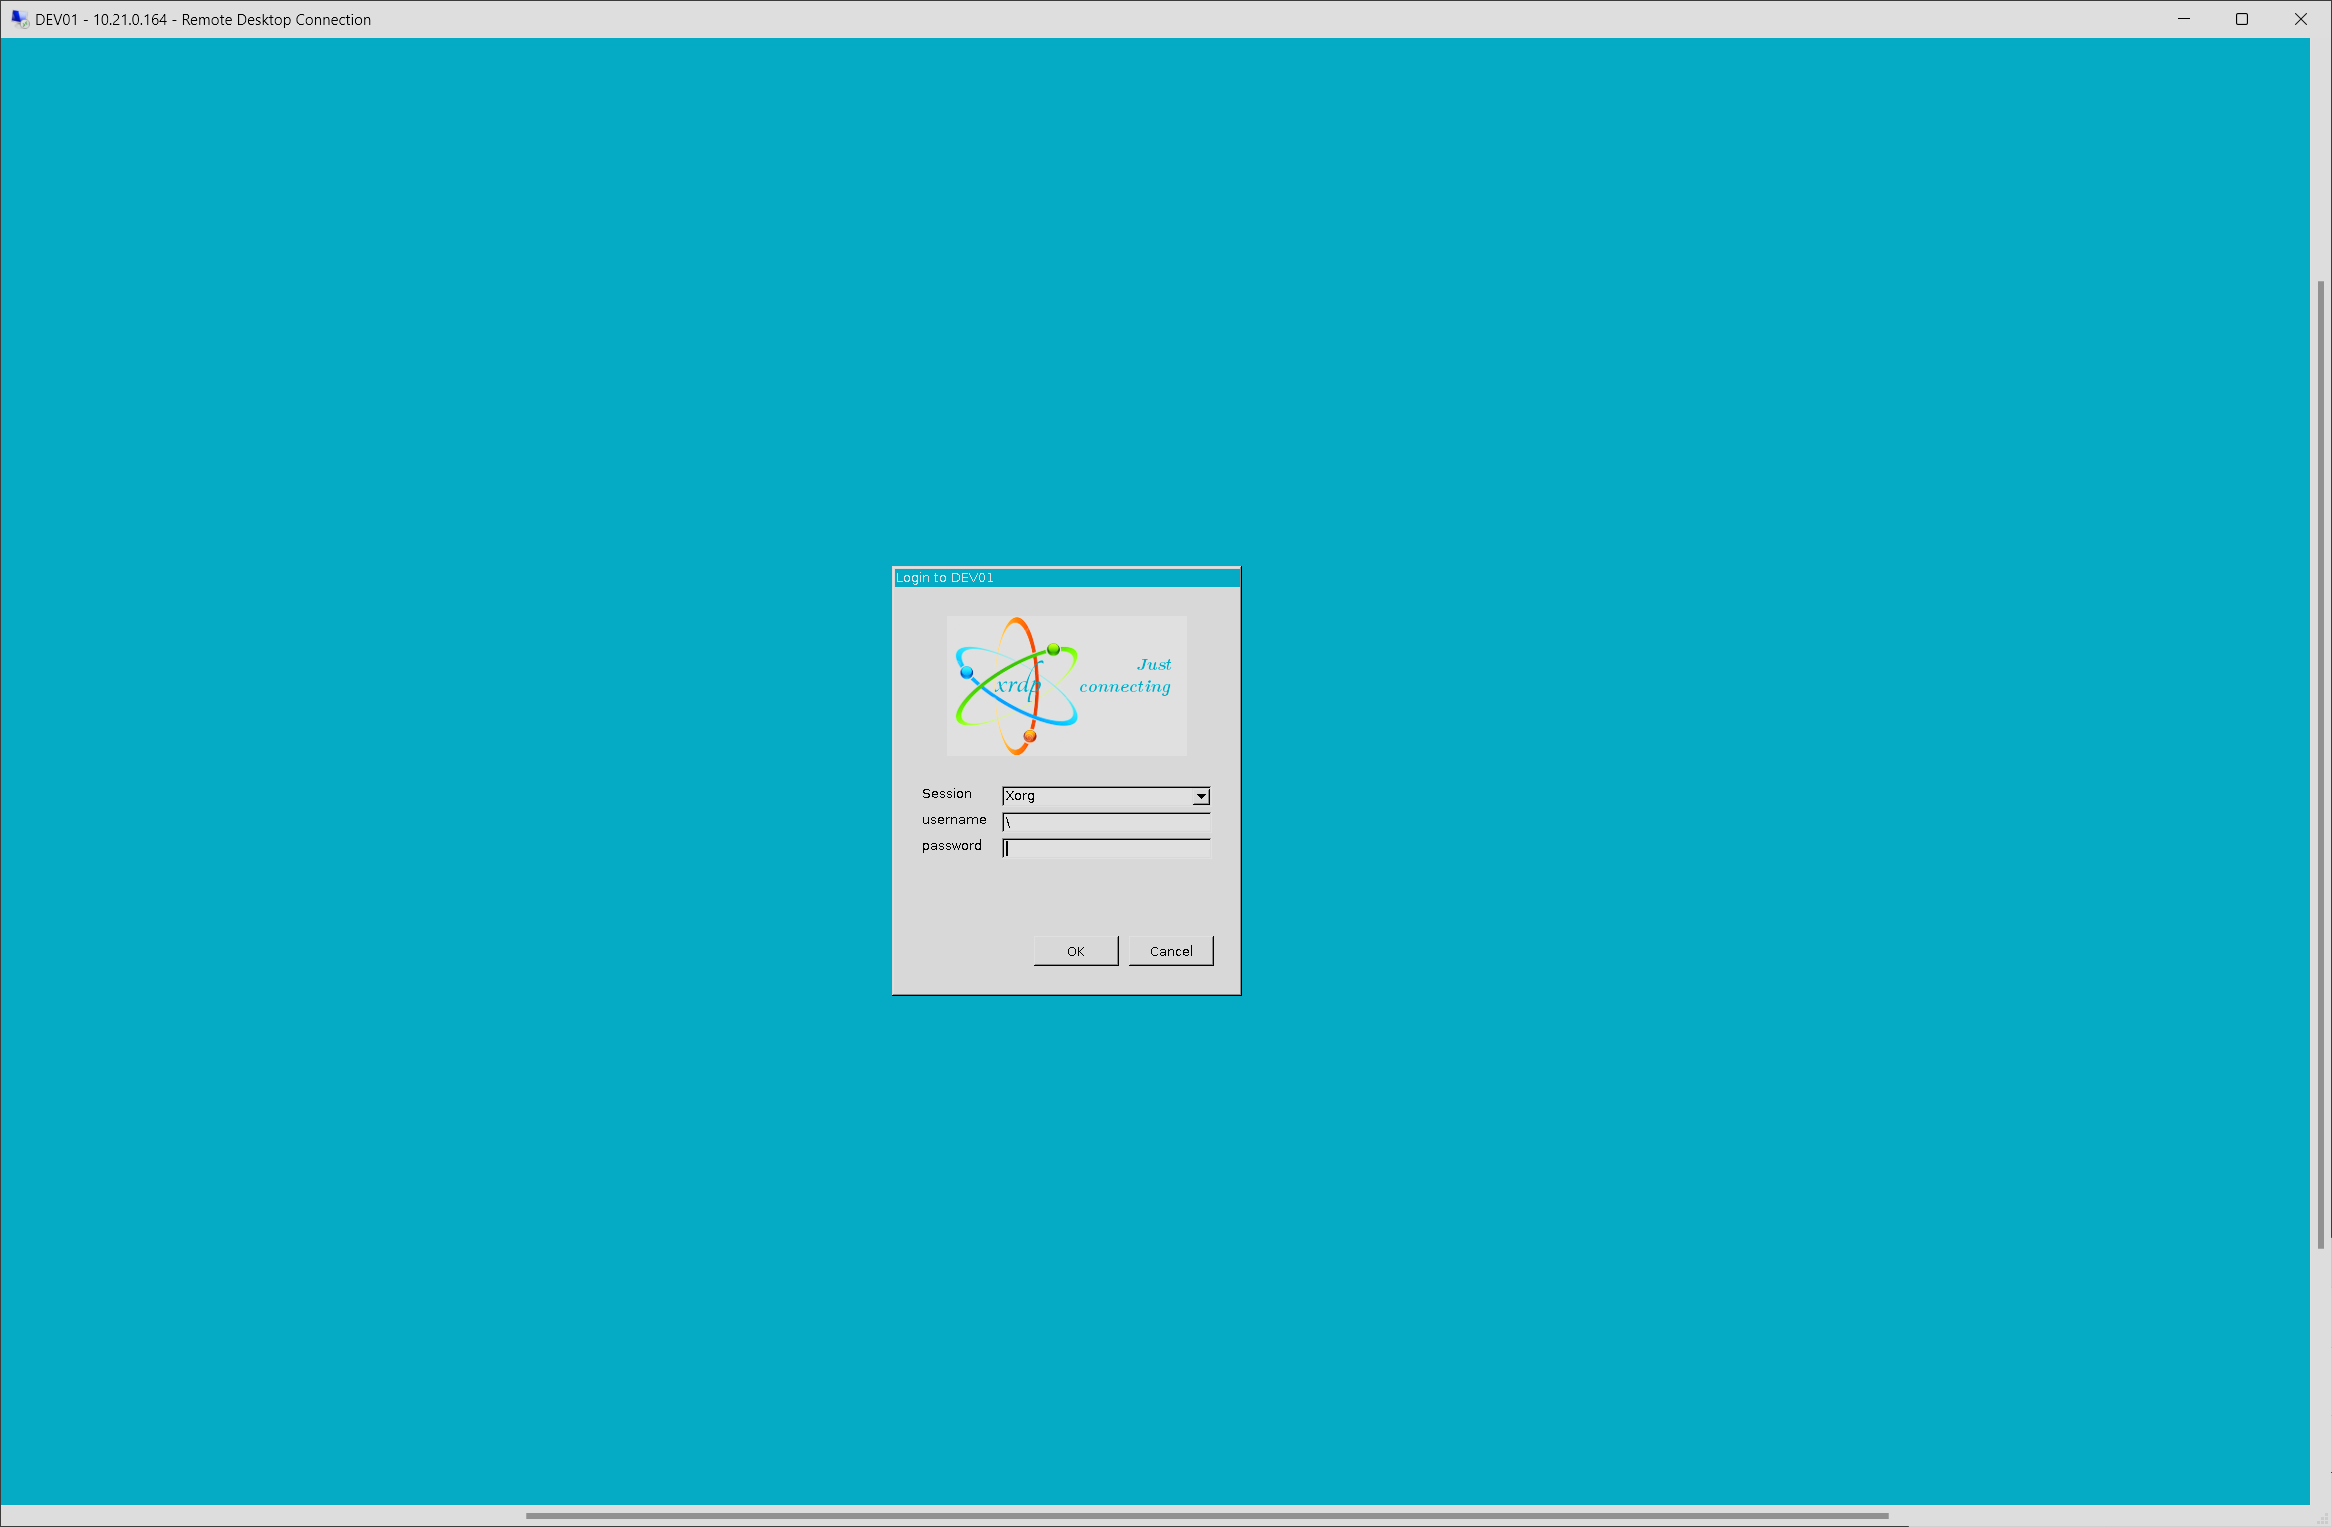 DEV01 - 10.21.0.164 - Remote Desktop Connection
Login to DEV01
xrdp
Just
connecting
Session
Xorg
username
\
password
OK
Cancel